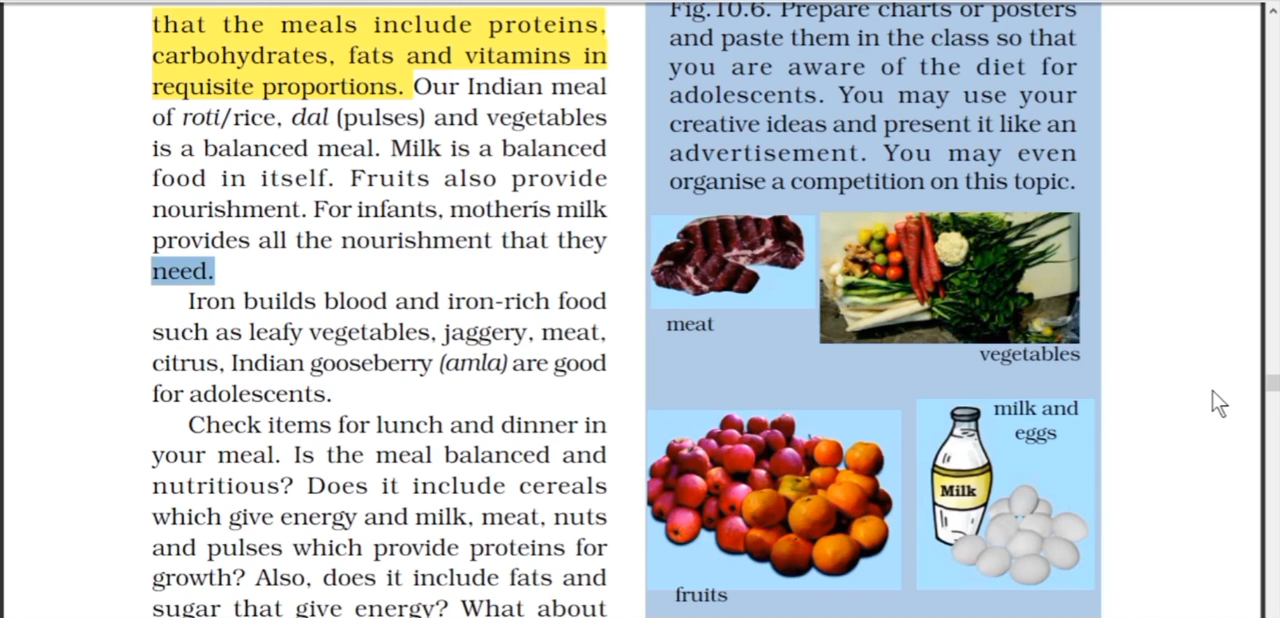 that the meals include proteins,
carbohydrates, fats and vitamins in
requisite proportions. Our Indian meal
of roti/rice, dal (pulses) and vegetables
is a balanced meal. Milk is a balanced
food in itself. Fruits also provide
nourishment. For infants, motherís milk
provides all the nourishment that they
need.
Iron builds blood and iron-rich food
such as leafy vegetables, jaggery, meat,
citrus, Indian gooseberry (amla) are good
for adolescents.
Check items for lunch and dinner in
your meal. Is the meal balanced and
nutritious? Does it include cereals
which give energy and milk, meat, nuts
and pulses which provide proteins for
growth? Also, does it include fats and
sugar that give energy? What about
Fig.10.6. Prepare charts or posters
and paste them in the class so that
you are aware of the diet for
adolescents. You may use your
creative ideas and present it like an
advertisement. You may even
organise a competition on this topic.
meat
vegetables
fruits
milk and
eggs
Milk